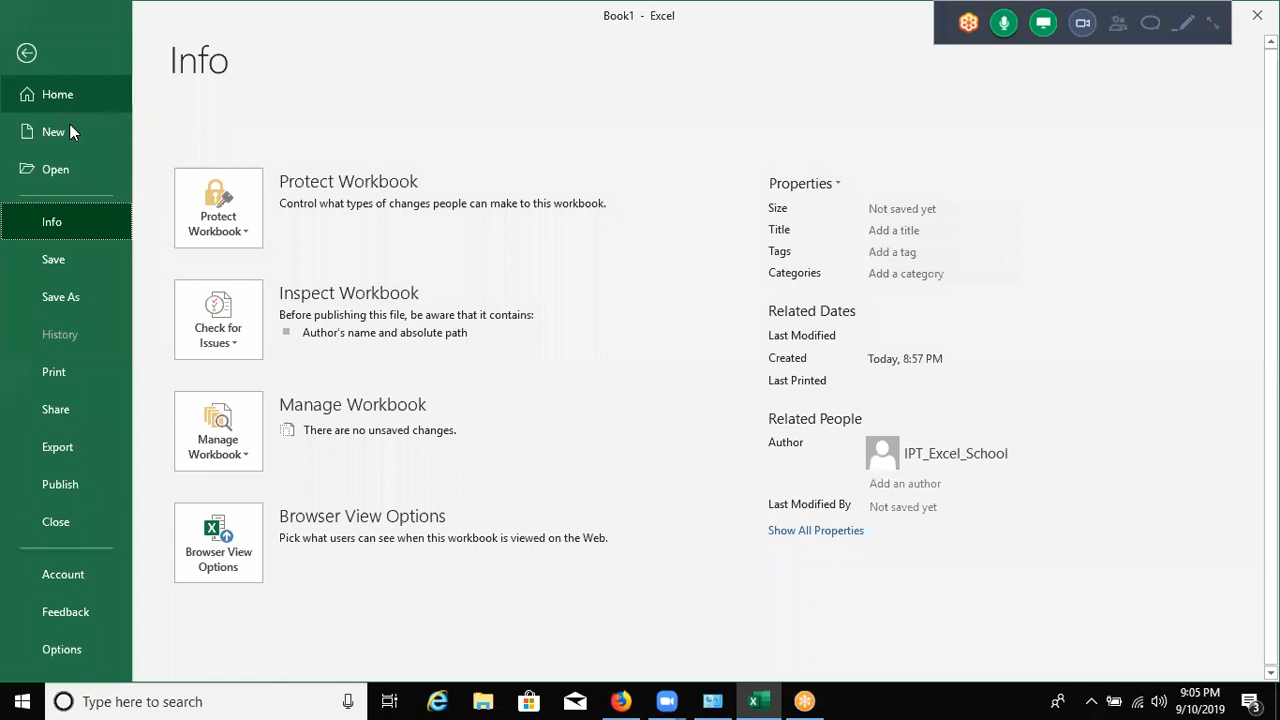 Book1 - Excel
Info
Home
New
Open
Info
Save
Save As
History
Print
Share
Export
Publish
Close
Account
Feedback
Options
Protect Workbook
Protect Workbook
Control what types of changes people can make to this workbook.
Check for Issues
Inspect Workbook
Before publishing this file, be aware that it contains:
Author's name and absolute path
Manage Workbook
Manage Workbook
There are no unsaved changes.
Browser View Options
Browser View Options
Pick what users can see when this workbook is viewed on the Web.
Properties
Size Not saved yet
Title Add a title
Tags Add a tag
Categories Add a category
Related Dates
Last Modified
Created Today, 8:57 PM
Last Printed
Related People
Author IPT_Excel_School
Add an author
Last Modified By Not saved yet
Show All Properties
Type here to search
9:05 PM
9/10/2019
3